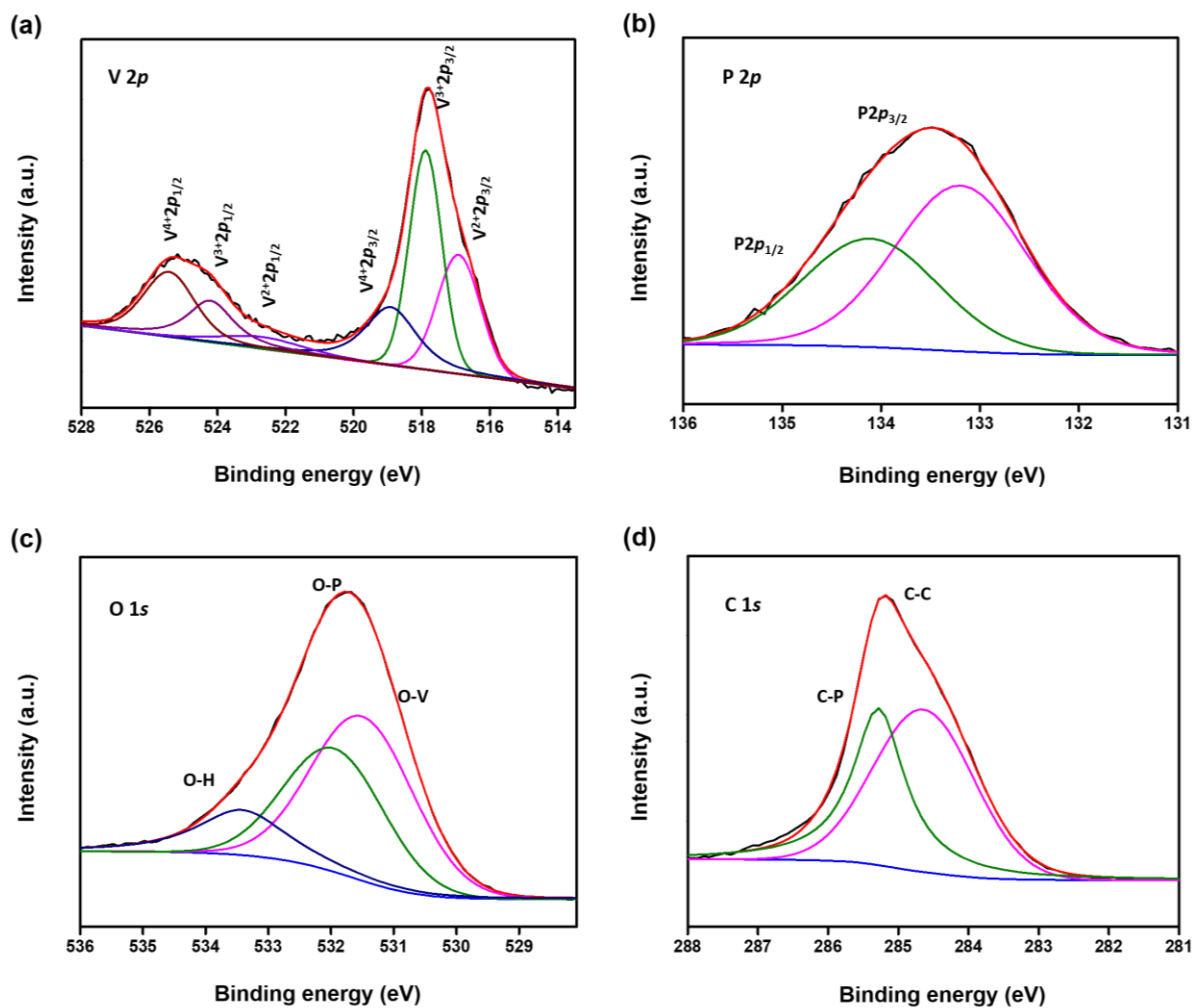 (a)
V 2p
V³⁺2p₃/₂
V²⁺2p₃/₂
V⁴⁺2p₃/₂
V⁴⁺2p₁/₂
V³⁺2p₁/₂
V²⁺2p₁/₂
Intensity (a.u.)
528 526 524 522 520 518 516 514
Binding energy (eV)
(b)
P 2p
P2p₃/₂
P2p₁/₂
Intensity (a.u.)
136 135 134 133 132 131
Binding energy (eV)
(c)
O 1s
O-P
O-V
O-H
Intensity (a.u.)
536 535 534 533 532 531 530 529
Binding energy (eV)
(d)
C 1s
C-C
C-P
Intensity (a.u.)
288 287 286 285 284 283 282 281
Binding energy (eV)